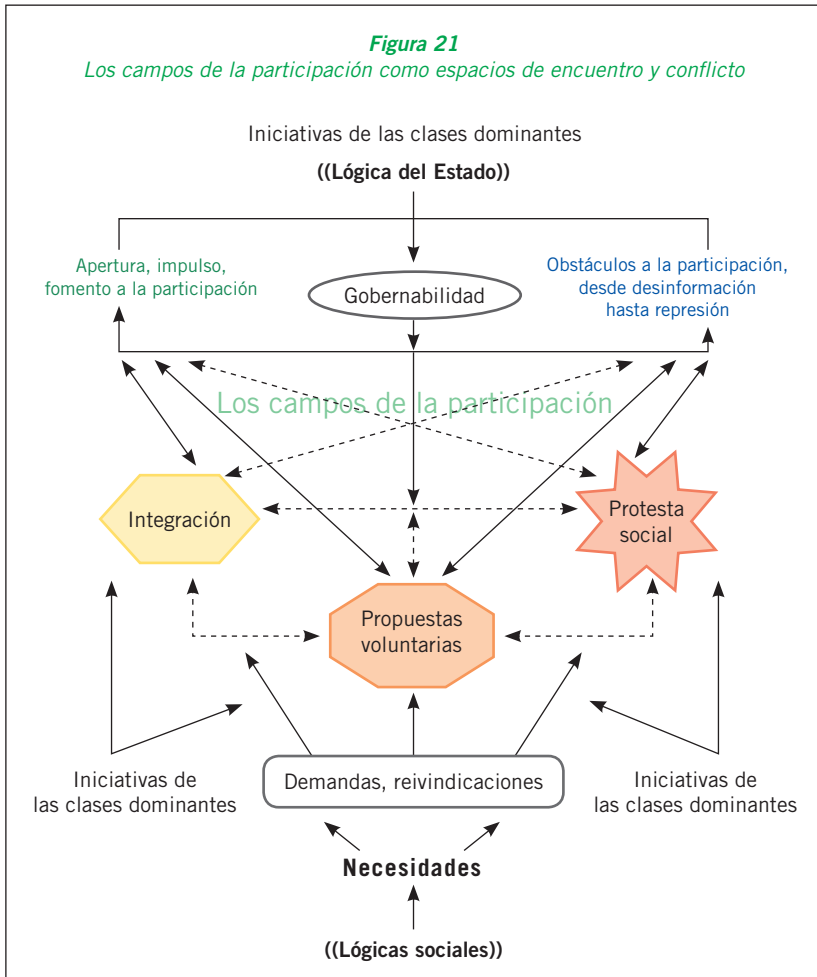 Figura 21
Los campos de la participación como espacios de encuentro y conflicto
Iniciativas de las clases dominantes
((Lógica del Estado))
Apertura, impulso,
fomento a la participación
Gobernabilidad
Obstáculos a la participación,
desde desinformación
hasta represión
Los campos de la participación
Integración
Protesta
social
Propuestas
voluntarias
Iniciativas de
las clases dominantes
Demandas, reivindicaciones
Iniciativas de
las clases dominantes
Necesidades
((Lógicas sociales))